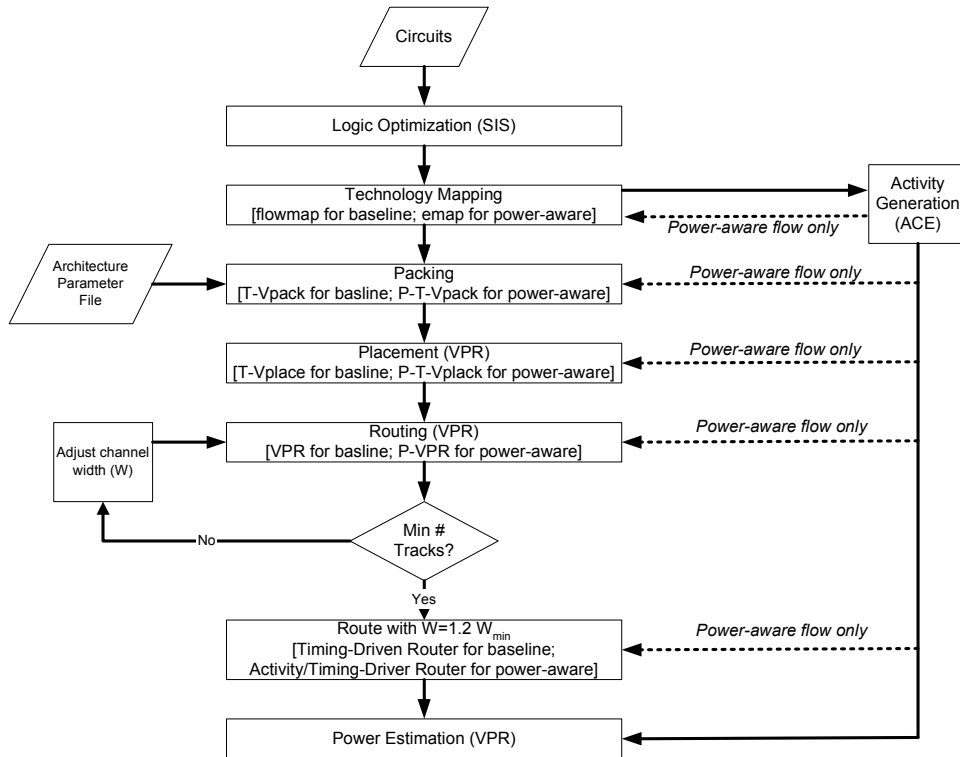 Circuits
Logic Optimization (SIS)
Technology Mapping
[flowmap for baseline; emap for power-aware]
Activity
Generation
(ACE)
Power-aware flow only
Architecture
Parameter
File
Packing
[T-Vpack for basline; P-T-Vpack for power-aware]
Power-aware flow only
Placement (VPR)
[T-Vplace for basline; P-T-Vplack for power-aware]
Power-aware flow only
Adjust channel
width (W)
Routing (VPR)
[VPR for basline; P-VPR for power-aware]
Power-aware flow only
Min #
Tracks?
No
Yes
Route with W=1.2 Wmin
[Timing-Driven Router for baseline;
Activity/Timing-Driver Router for power-aware]
Power-aware flow only
Power Estimation (VPR)